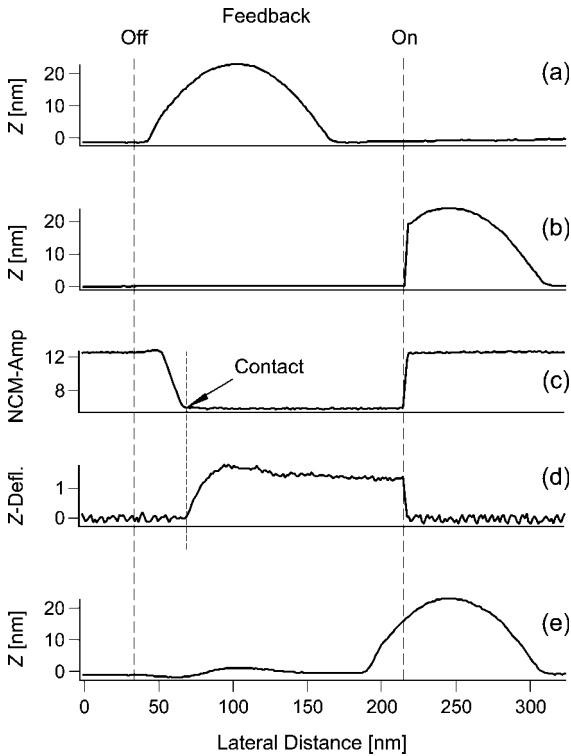 Feedback
Off On
Z [nm]
20
10
0
(a)
Z [nm]
20
10
0
(b)
NCM-Amp
12
8
Contact
(c)
Z-Defl.
1
0
(d)
Z [nm]
20
10
0
(e)
0 50 100 150 200 250 300
Lateral Distance [nm]